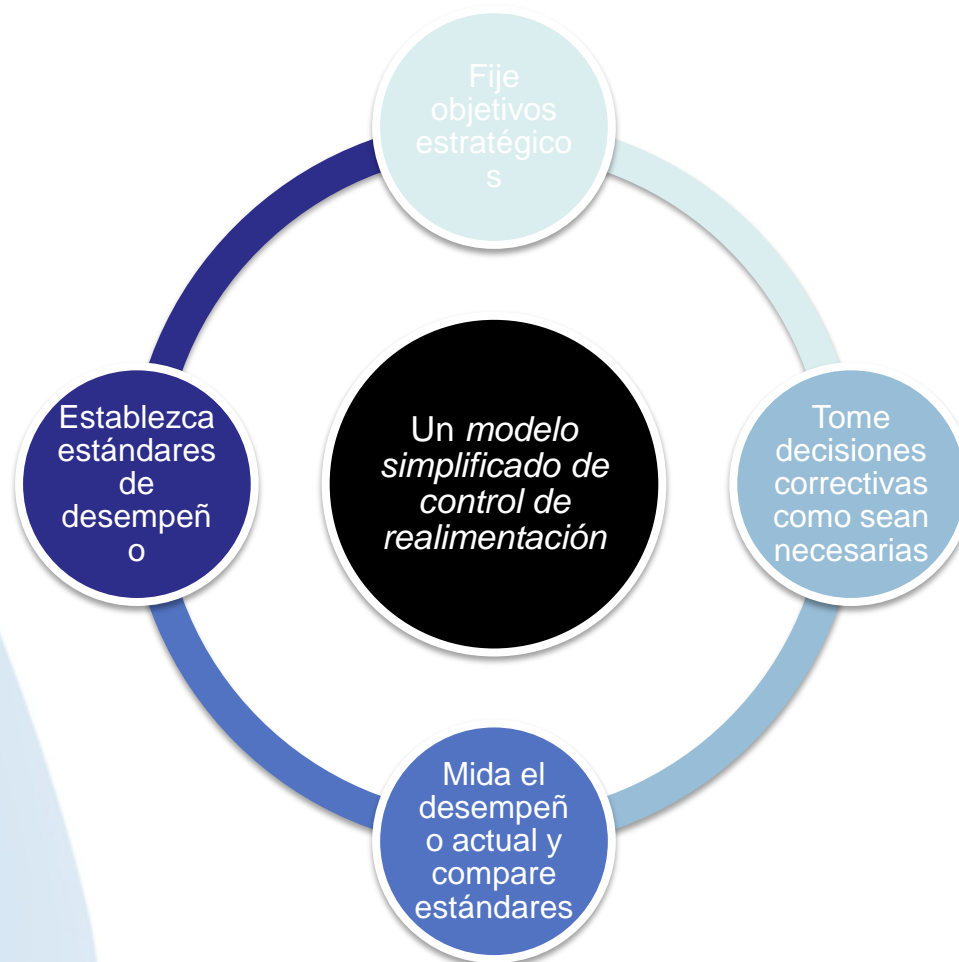 Fije
objetivos
estratégico
s
Establezca
estándares
de
desempeñ
o
Un modelo
simplificado de
control de
realimentación
Tome
decisiones
correctivas
como sean
necesarias
Mida el
desempeñ
o actual y
compare
estándares